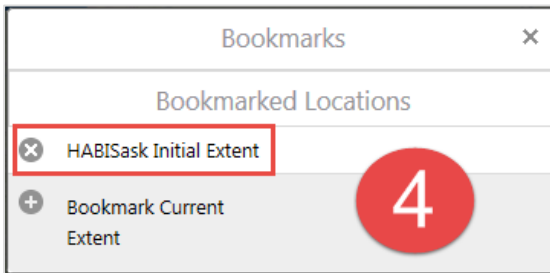 Bookmarks
Bookmarked Locations
HABISask Initial Extent
Bookmark Current
Extent
4